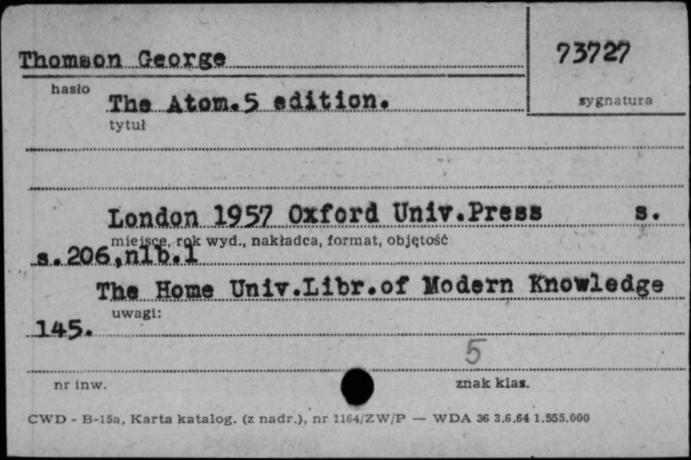 Thomson George
73727
hasło
sygnatura
The Atom.5 edition.
tytuł
London 1957 Oxford Univ.Press s.
miejsce, rok wyd., nakładca, format, objętość
s.206,nlb.1
The Home Univ.Libr.of Modern Knowledge
uwagi:
145.
5
nr inw.
znak klas.
CWD - B-15a, Karta katalog. (z nadr.), nr 1164/ZW/P — WDA 36 3.6.64 1.555.000